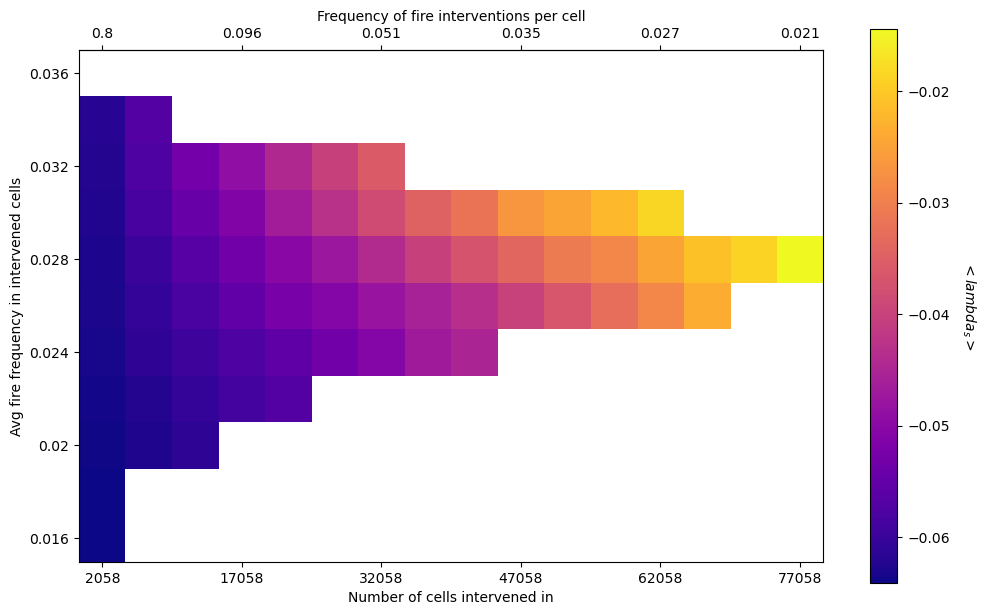 Frequency of fire interventions per cell
0.8 0.096 0.051 0.035 0.027 0.021
Avg fire frequency in intervened cells
0.036
0.032
0.028
0.024
0.02
0.016
2058 17058 32058 47058 62058 77058
Number of cells intervened in
−0.02
−0.03
−0.04
−0.05
−0.06
< lambda_s >